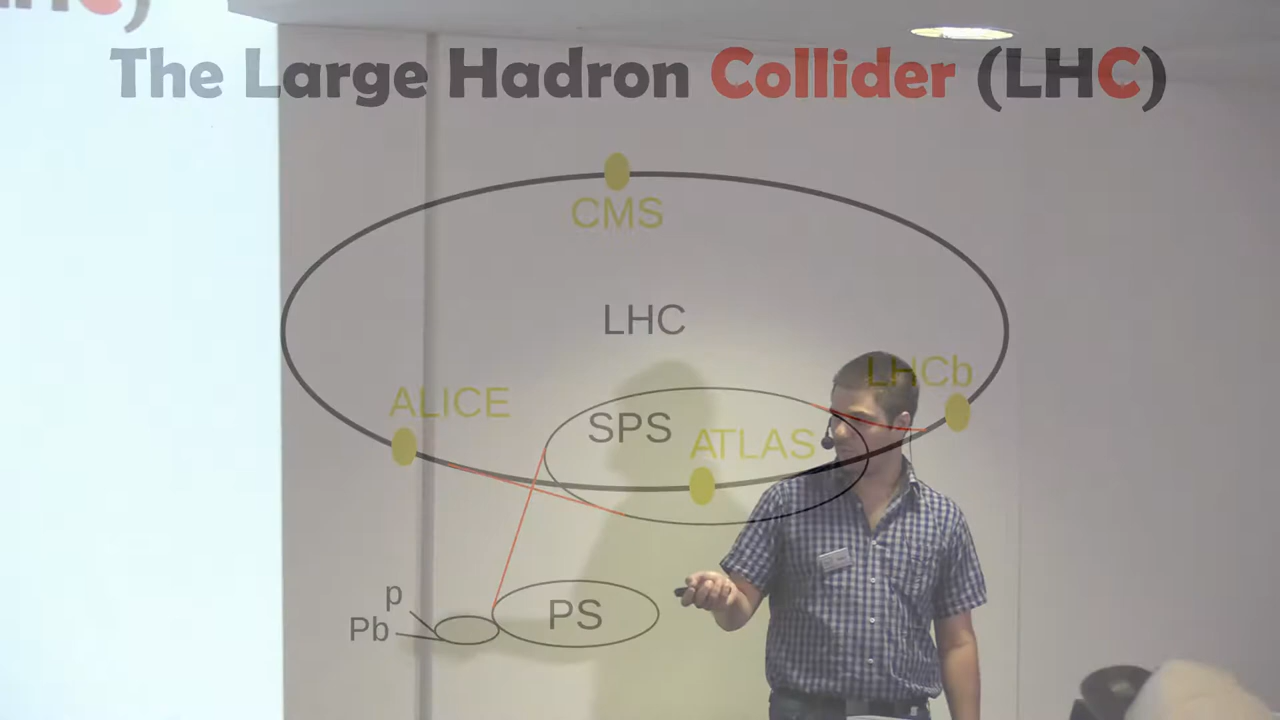 The Large Hadron Collider (LHC)
CMS
LHC
LHCb
ALICE
SPS
ATLAS
p
PS
Pb